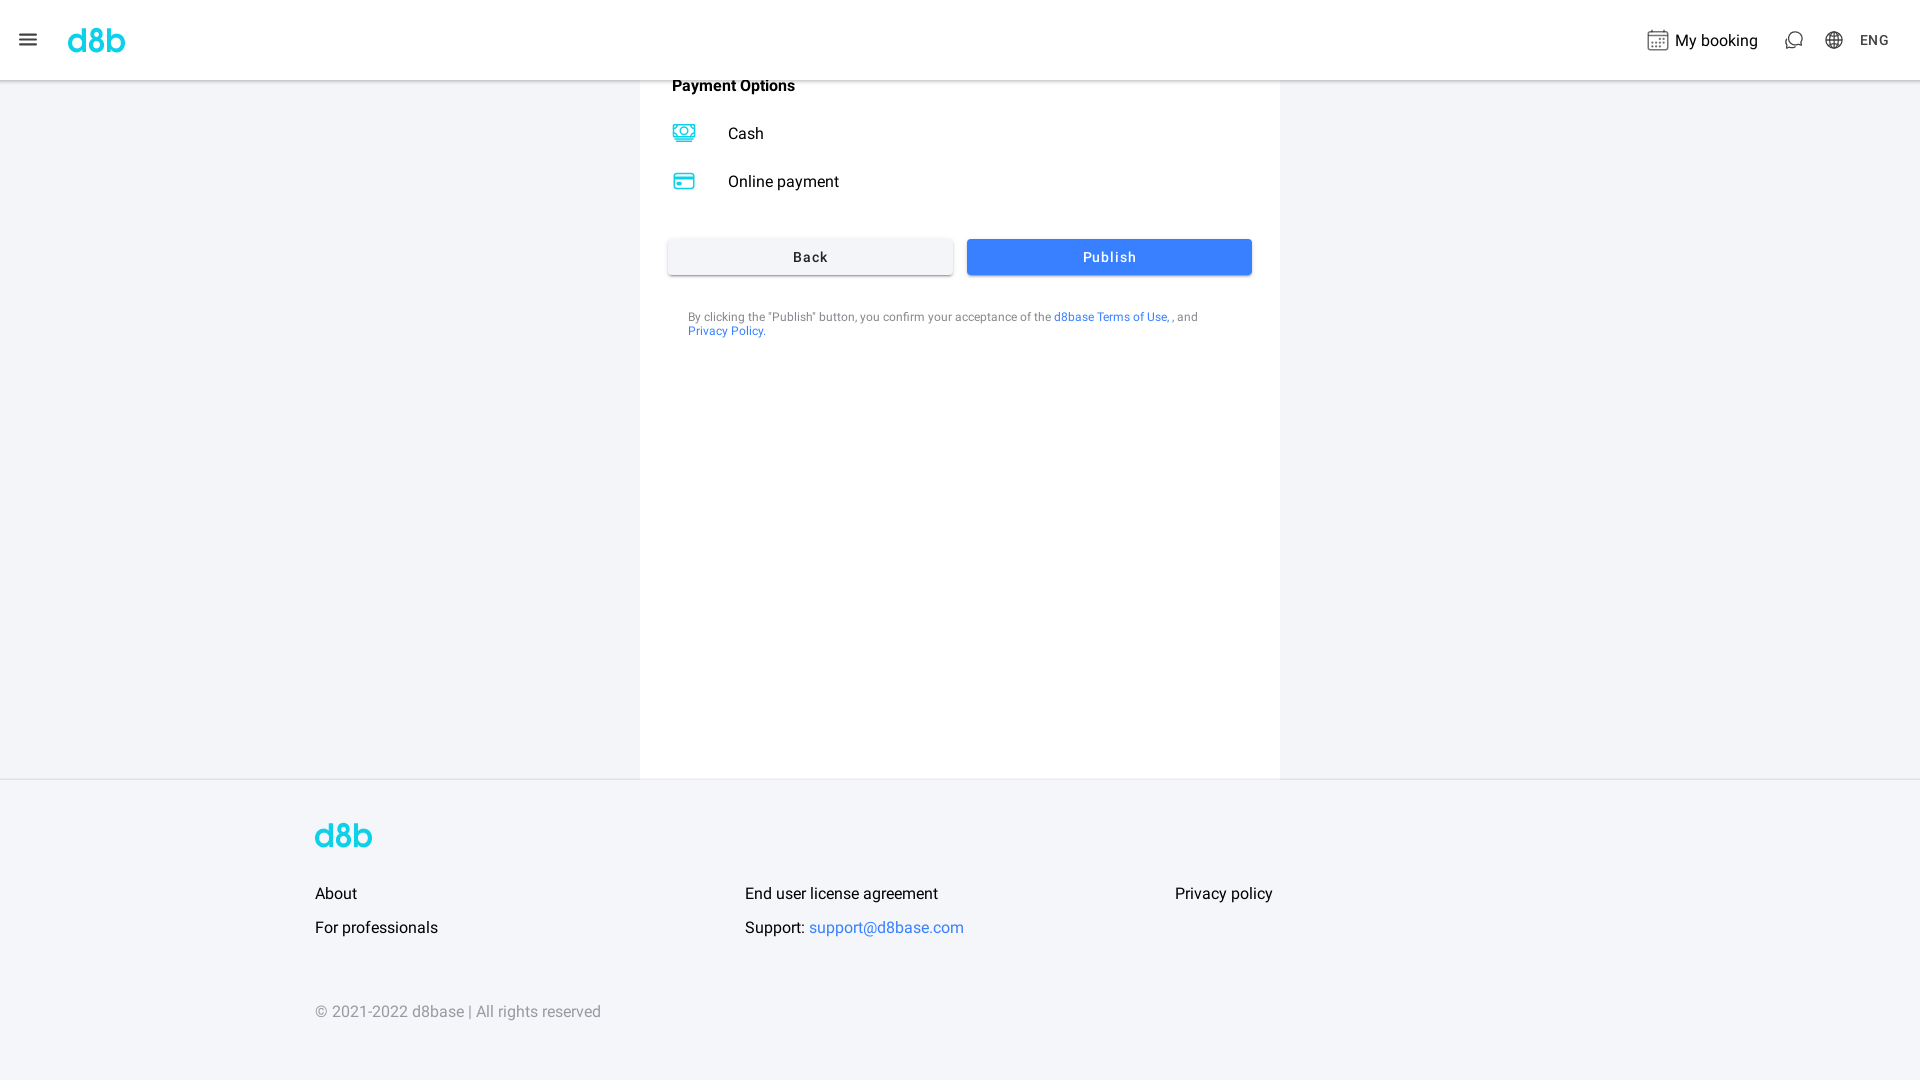 d8b
My booking
ENG
Payment Options
Cash
Online payment
Back
Publish
By clicking the "Publish" button, you confirm your acceptance of the d8base Terms of Use, , and
Privacy Policy.
d8b
About
End user license agreement
Privacy policy
For professionals
Support: support@d8base.com
© 2021-2022 d8base | All rights reserved